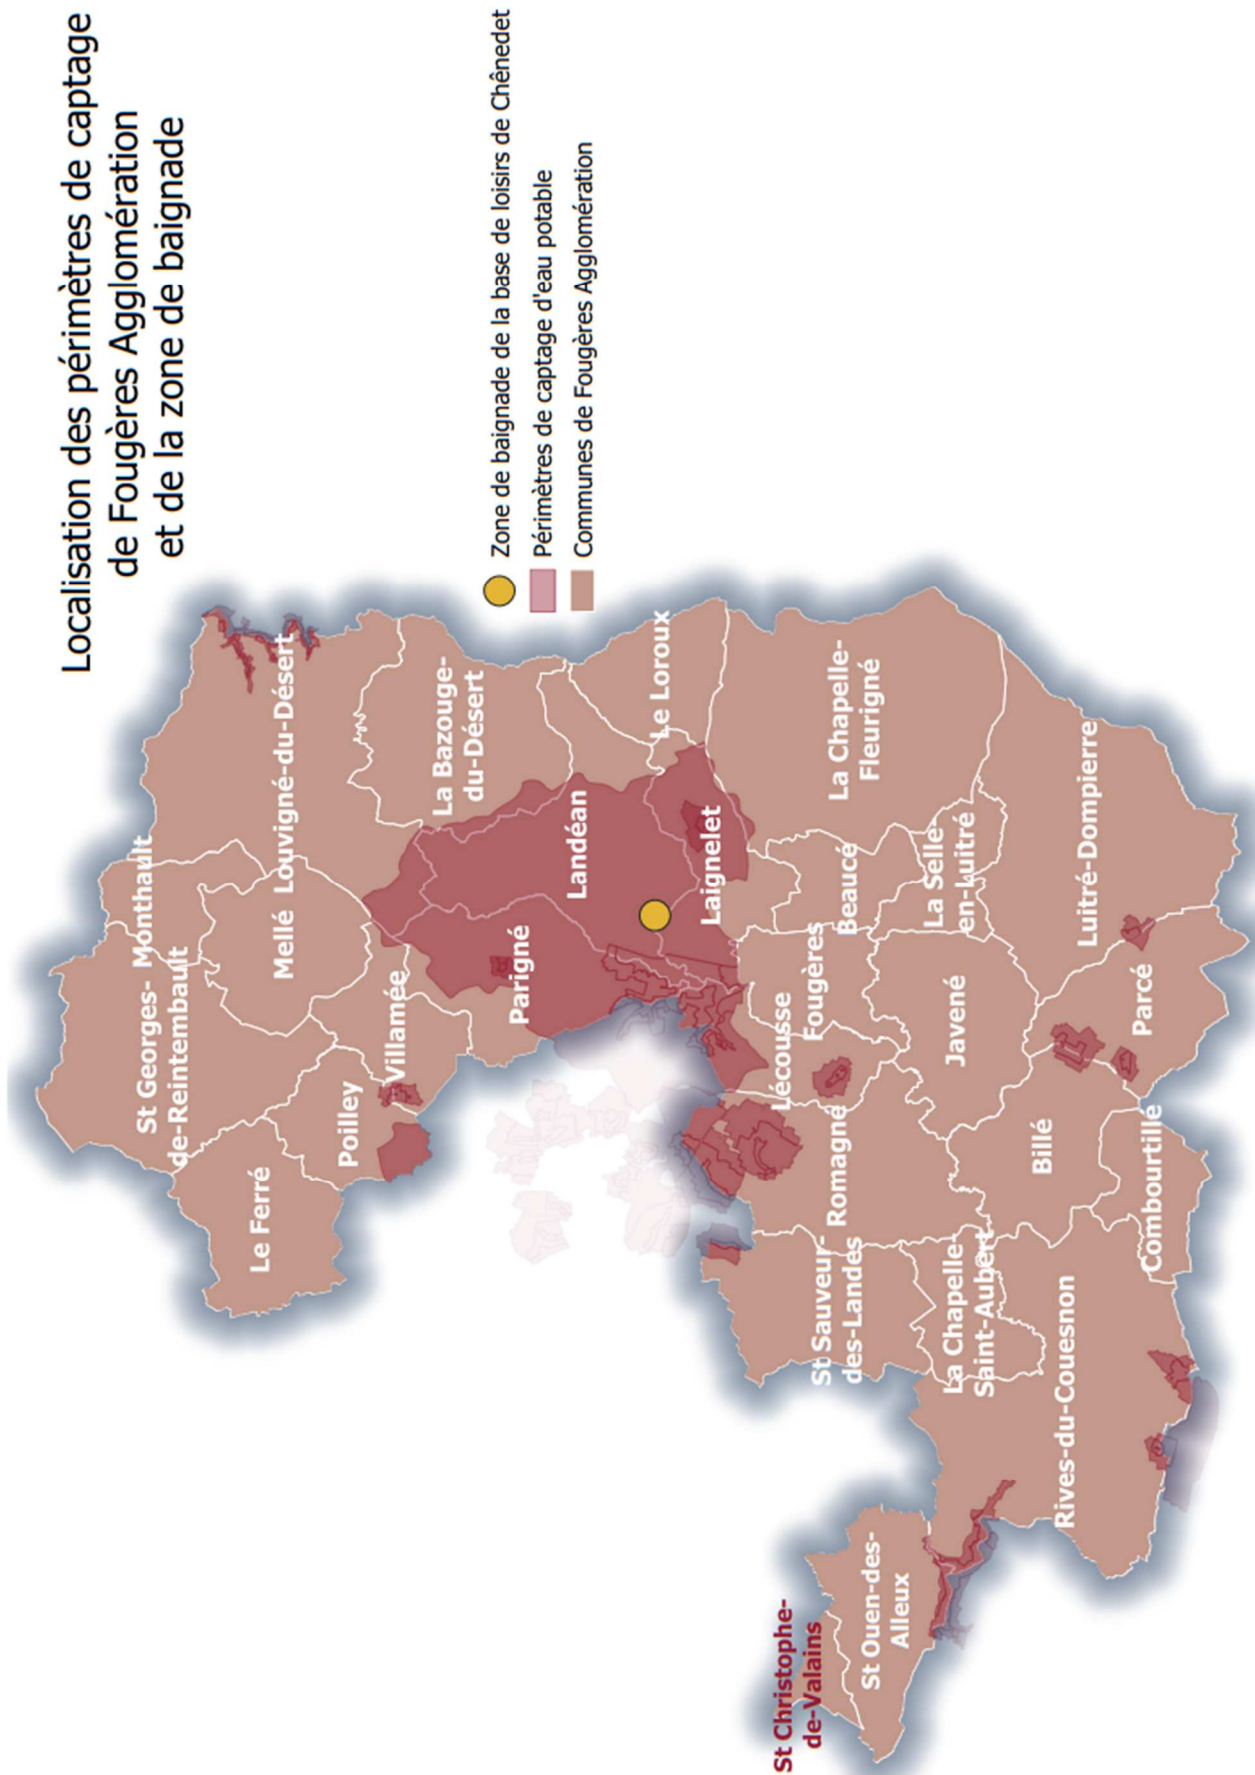 Localisation des périmètres de captage
de Fougères Agglomération
et de la zone de baignade
Zone de baignade de la base de loisirs de Chênedet
Périmètres de captage d'eau potable
Communes de Fougères Agglomération
St Georges-
de-Reintembault
Monthault
Mellé
Louvigné-du-Désert
Le Ferré
Poilley
Villamée
La Bazouge-
du-Désert
Parigné
Landéan
Le Loroux
Laignelet
Lécousse
Fougères
Beaucé
La Chapelle-
Fleurigné
St Sauveur-
des-Landes
Romagné
Javené
La Selle-
en-Luitré
La Chapelle-
Saint-Aubert
Billé
Luitré-Dompierre
Parcé
Combourtillé
Rives-du-Couesnon
St Ouen-des-
Alleux
St Christophe-
de-Valains